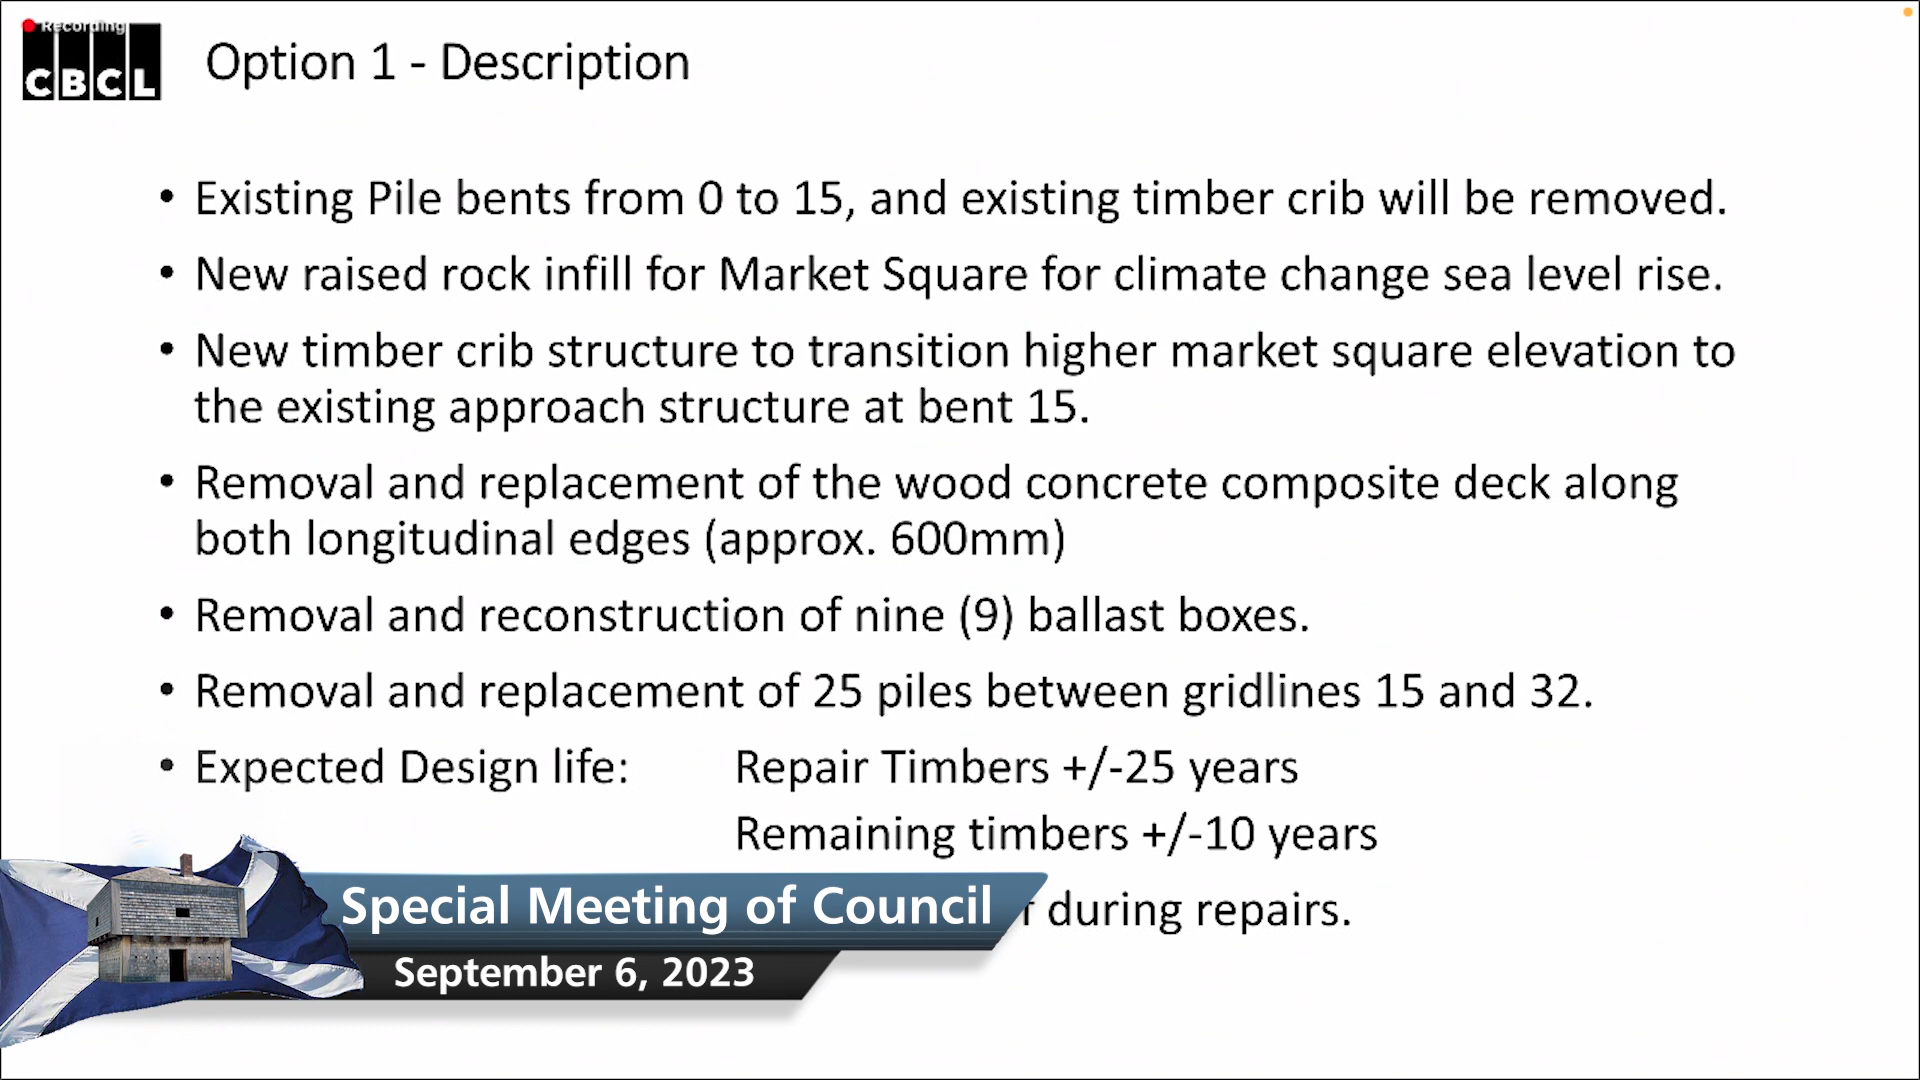 Recording
CBCL
Option 1 - Description
• Existing Pile bents from 0 to 15, and existing timber crib will be removed.
• New raised rock infill for Market Square for climate change sea level rise.
• New timber crib structure to transition higher market square elevation to
the existing approach structure at bent 15.
• Removal and replacement of the wood concrete composite deck along
both longitudinal edges (approx. 600mm)
• Removal and reconstruction of nine (9) ballast boxes.
• Removal and replacement of 25 piles between gridlines 15 and 32.
• Expected Design life: Repair Timbers +/-25 years
Remaining timbers +/-10 years
during repairs.
Special Meeting of Council
September 6, 2023